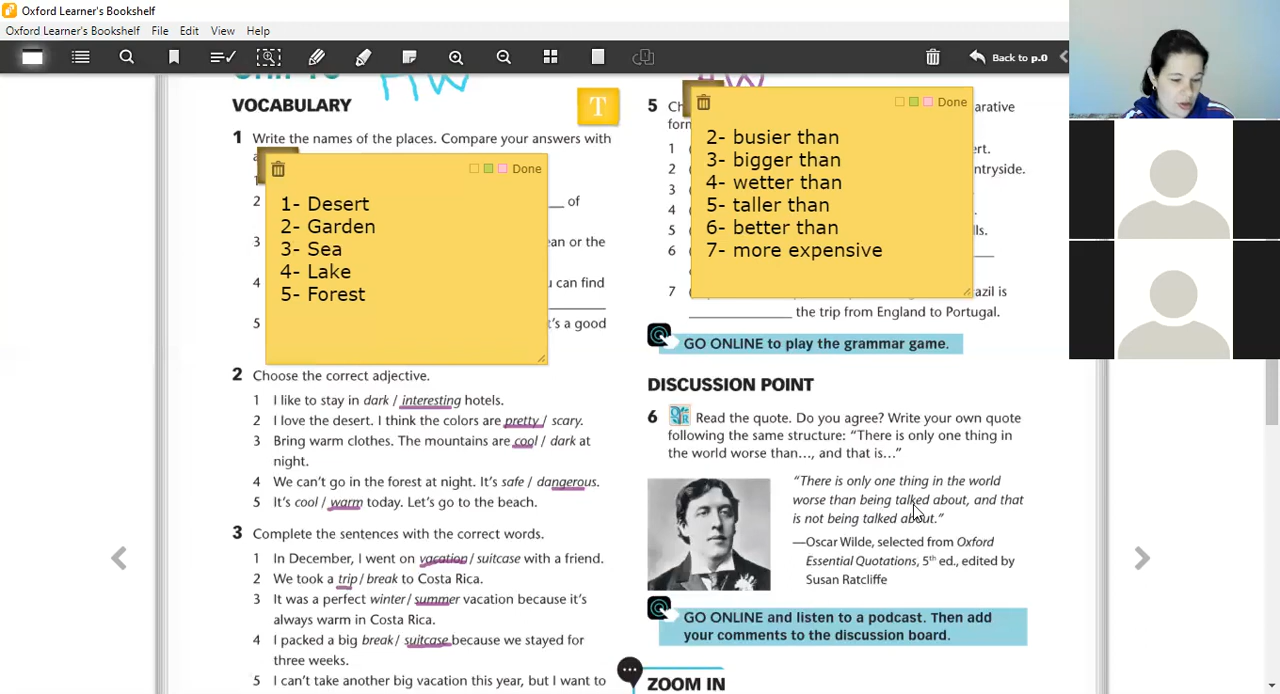 Oxford Learner's Bookshelf
Oxford Learner's Bookshelf File Edit View Help
Back to p.0
HW
VOCABULARY
T
1 Write the names of the places. Compare your answers with
2 of
3 ean or the
4 can find
5 t's a good
Done
1- Desert
2- Garden
3- Sea
4- Lake
5- Forest
2 Choose the correct adjective.
1 I like to stay in dark / interesting hotels.
2 I love the desert. I think the colors are pretty / scary.
3 Bring warm clothes. The mountains are cool / dark at
night.
4 We can't go in the forest at night. It's safe / dangerous.
5 It's cool / warm today. Let's go to the beach.
3 Complete the sentences with the correct words.
1 In December, I went on vacation / suitcase with a friend.
2 We took a trip / break to Costa Rica.
3 It was a perfect winter / summer vacation because it's
always warm in Costa Rica.
4 I packed a big break / suitcase because we stayed for
three weeks.
5 I can't take another big vacation this year, but I want to
HW
5 Ch arative
form
1 ert.
2 ntryside.
3
4
5 lls.
6
7 azil is
the trip from England to Portugal.
Done
2- busier than
3- bigger than
4- wetter than
5- taller than
6- better than
7- more expensive
GO ONLINE to play the grammar game.
DISCUSSION POINT
6 Read the quote. Do you agree? Write your own quote
following the same structure: “There is only one thing in
the world worse than..., and that is...”
“There is only one thing in the world
worse than being talked about, and that
is not being talked about.”
—Oscar Wilde, selected from Oxford
Essential Quotations, 5th ed., edited by
Susan Ratcliffe
GO ONLINE and listen to a podcast. Then add
your comments to the discussion board.
ZOOM IN